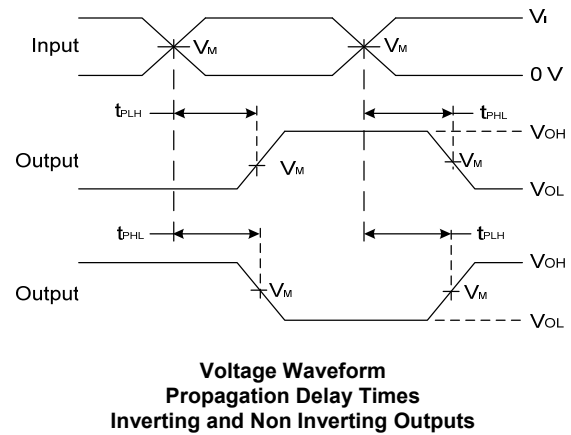 Input VM VM VI
0 V
tPLH tPHL
Output VM VM VOH
VOL
tPHL tPLH
Output VM VM VOH
VOL
Voltage Waveform
Propagation Delay Times
Inverting and Non Inverting Outputs